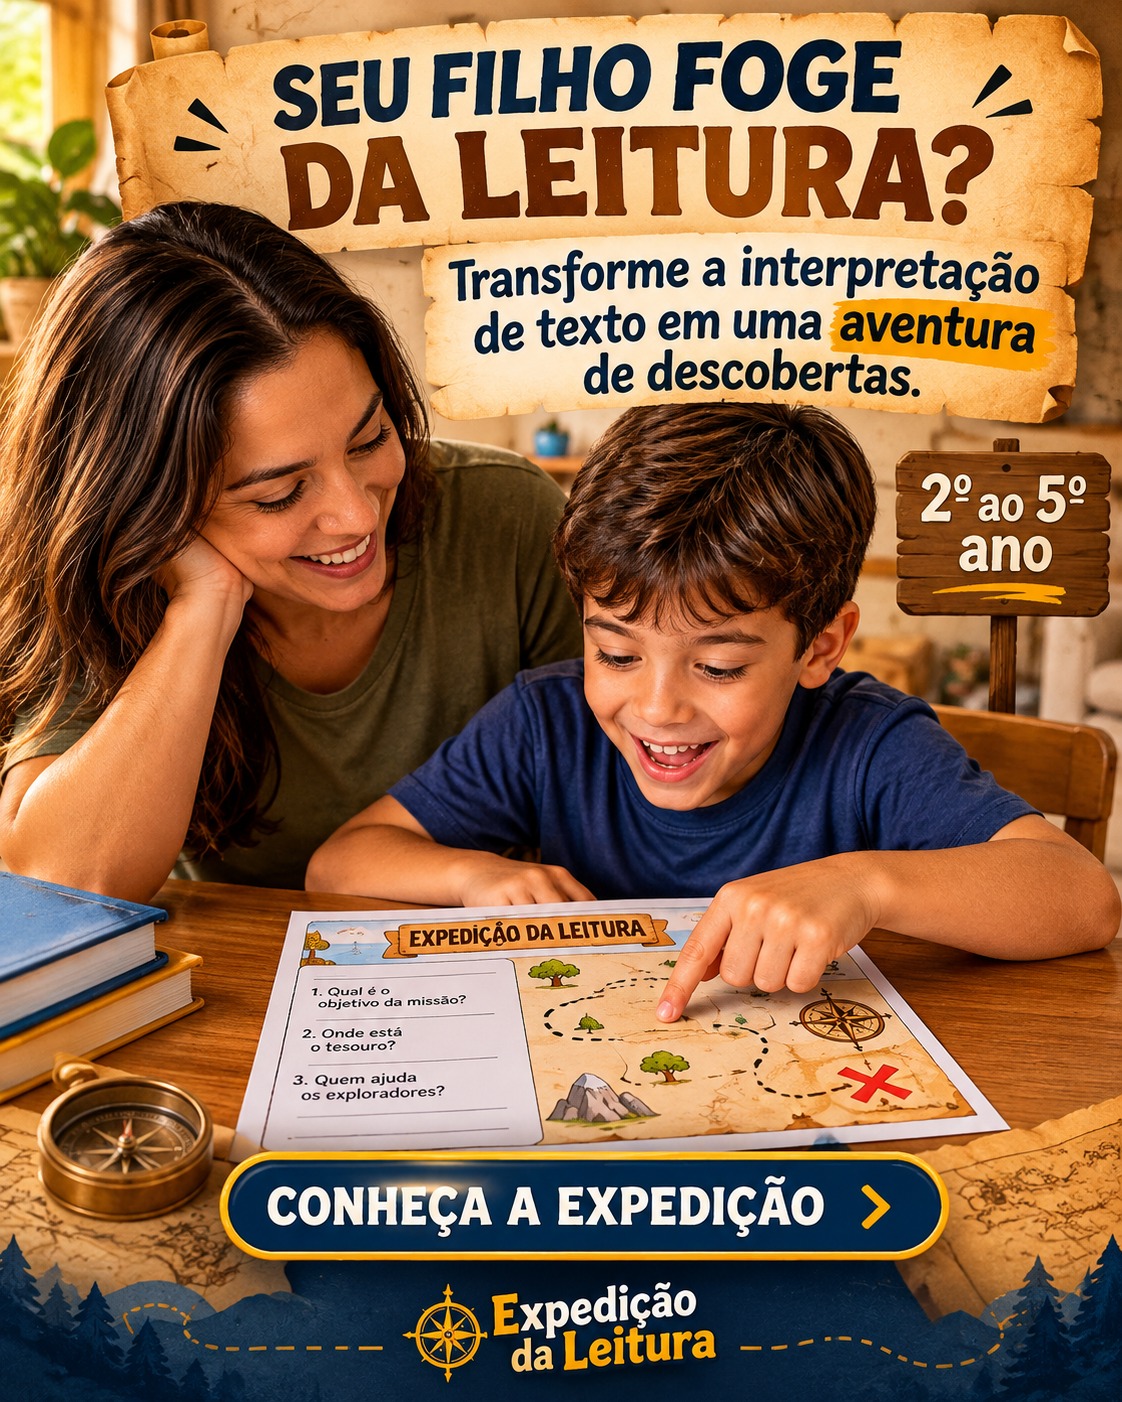 SEU FILHO FOGE
DA LEITURA?
Transforme a interpretação
de texto em uma aventura
de descobertas.
2º ao 5º
ano
EXPEDIÇÃO DA LEITURA
1. Qual é o
objetivo da missão?
2. Onde está
o tesouro?
3. Quem ajuda
os exploradores?
CONHEÇA A EXPEDIÇÃO
Expedição
da Leitura